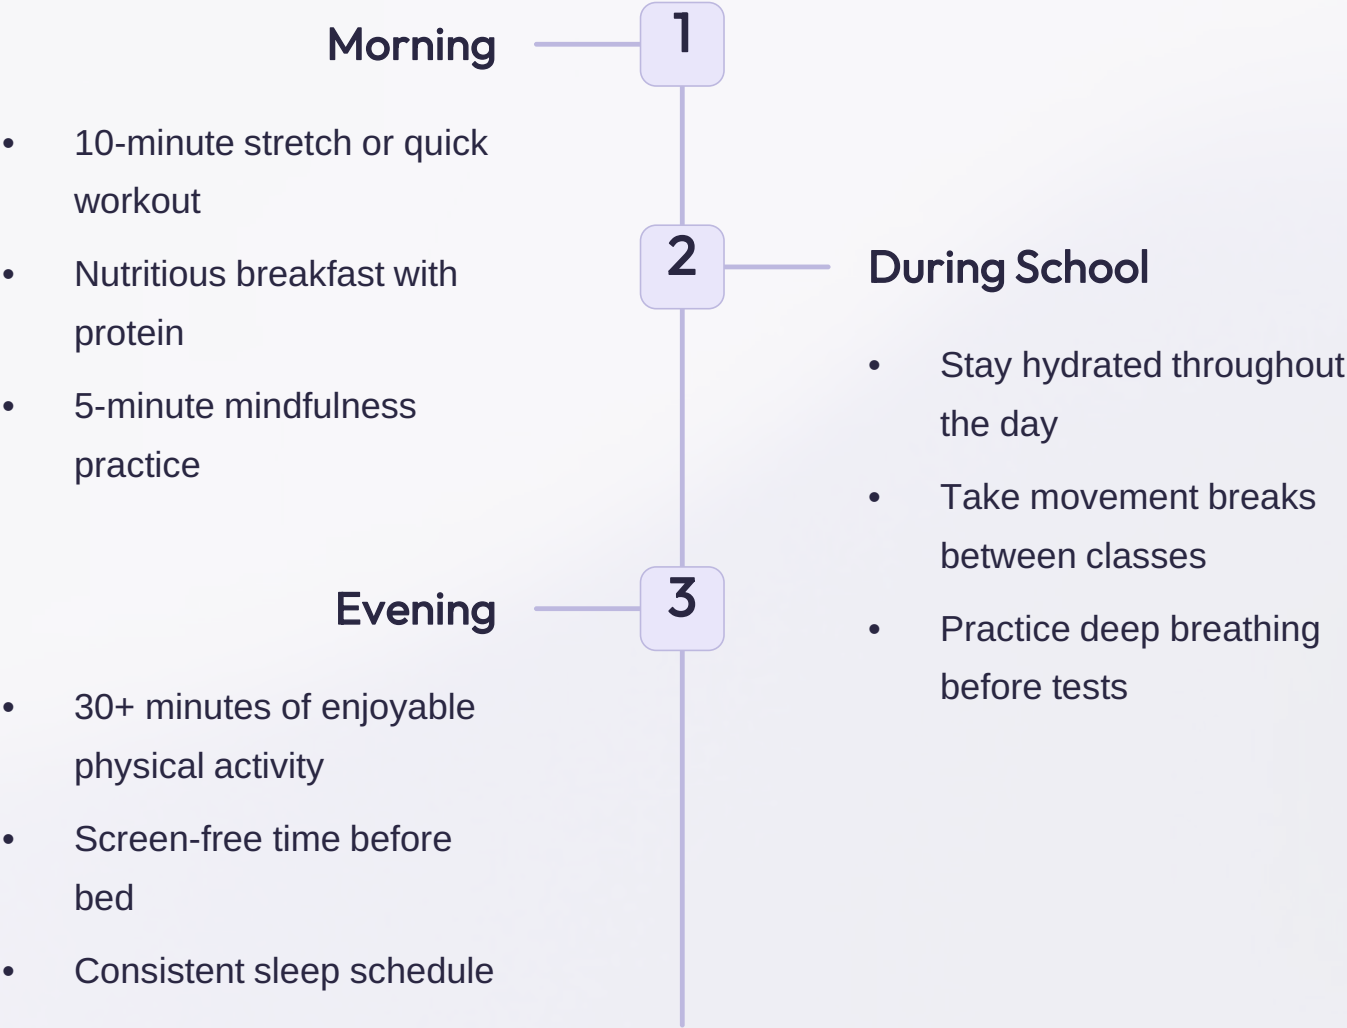 1
Morning
• 10-minute stretch or quick
workout
• Nutritious breakfast with
protein
• 5-minute mindfulness
practice
2
During School
• Stay hydrated throughout
the day
• Take movement breaks
between classes
• Practice deep breathing
before tests
3
Evening
• 30+ minutes of enjoyable
physical activity
• Screen-free time before
bed
• Consistent sleep schedule